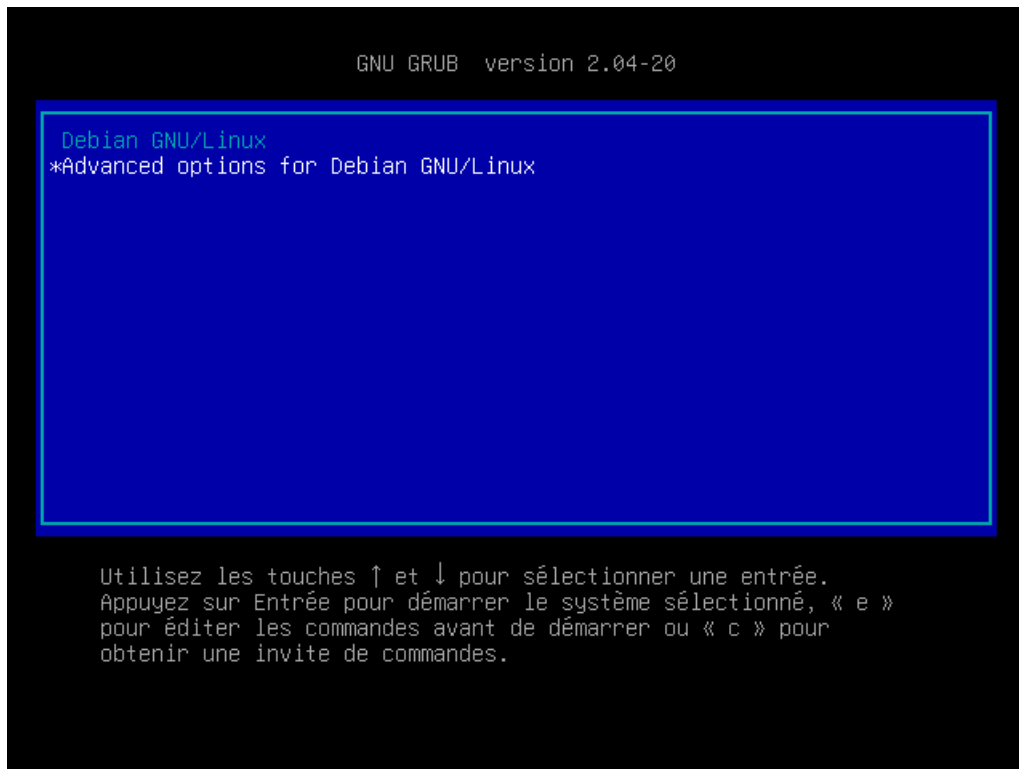 GNU GRUB  version 2.04-20
Debian GNU/Linux
*Advanced options for Debian GNU/Linux
Utilisez les touches ↑ et ↓ pour sélectionner une entrée.
Appuyez sur Entrée pour démarrer le système sélectionné, « e »
pour éditer les commandes avant de démarrer ou « c » pour
obtenir une invite de commandes.